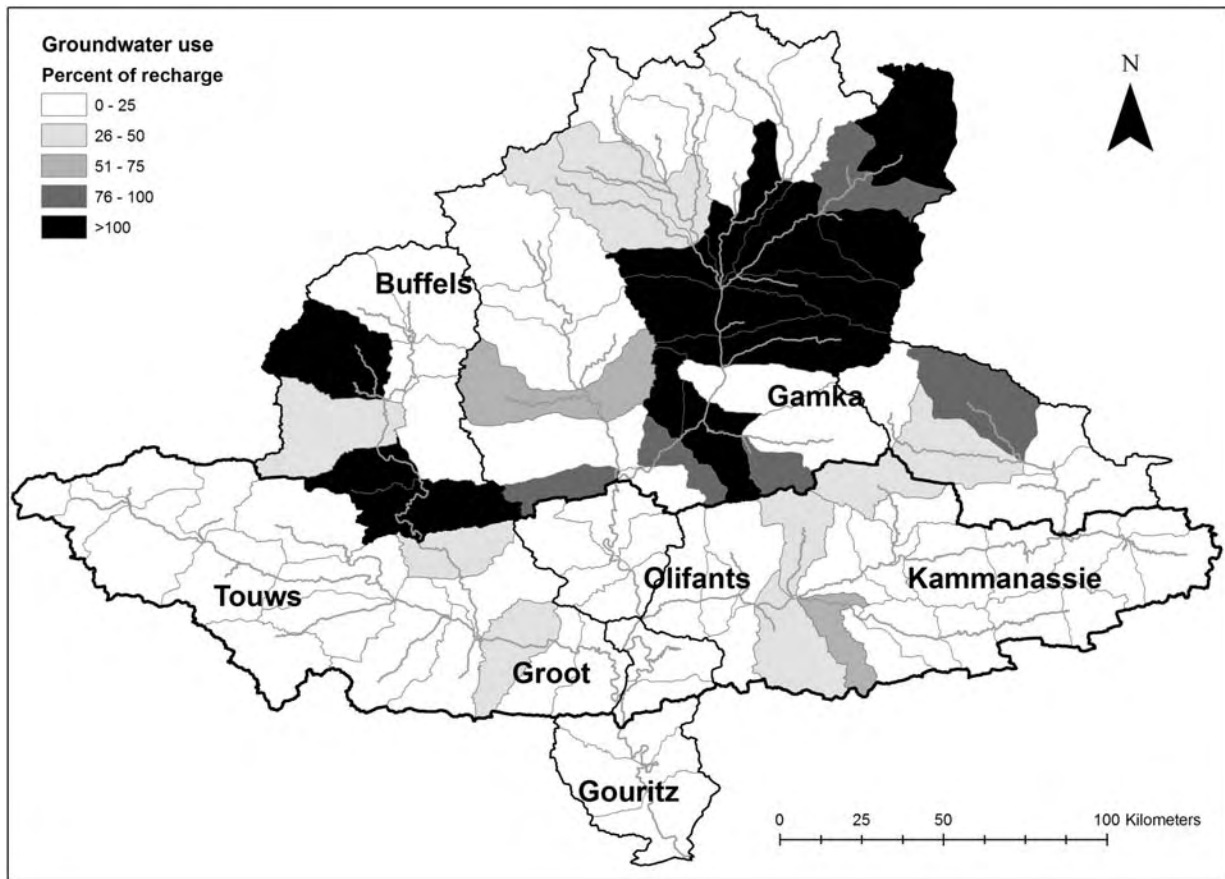 Groundwater use
Percent of recharge
0 - 25
26 - 50
51 - 75
76 - 100
>100
N
Buffels
Gamka
Touws
Olifants
Kammanassie
Groot
Gouritz
0 25 50 100 Kilometers